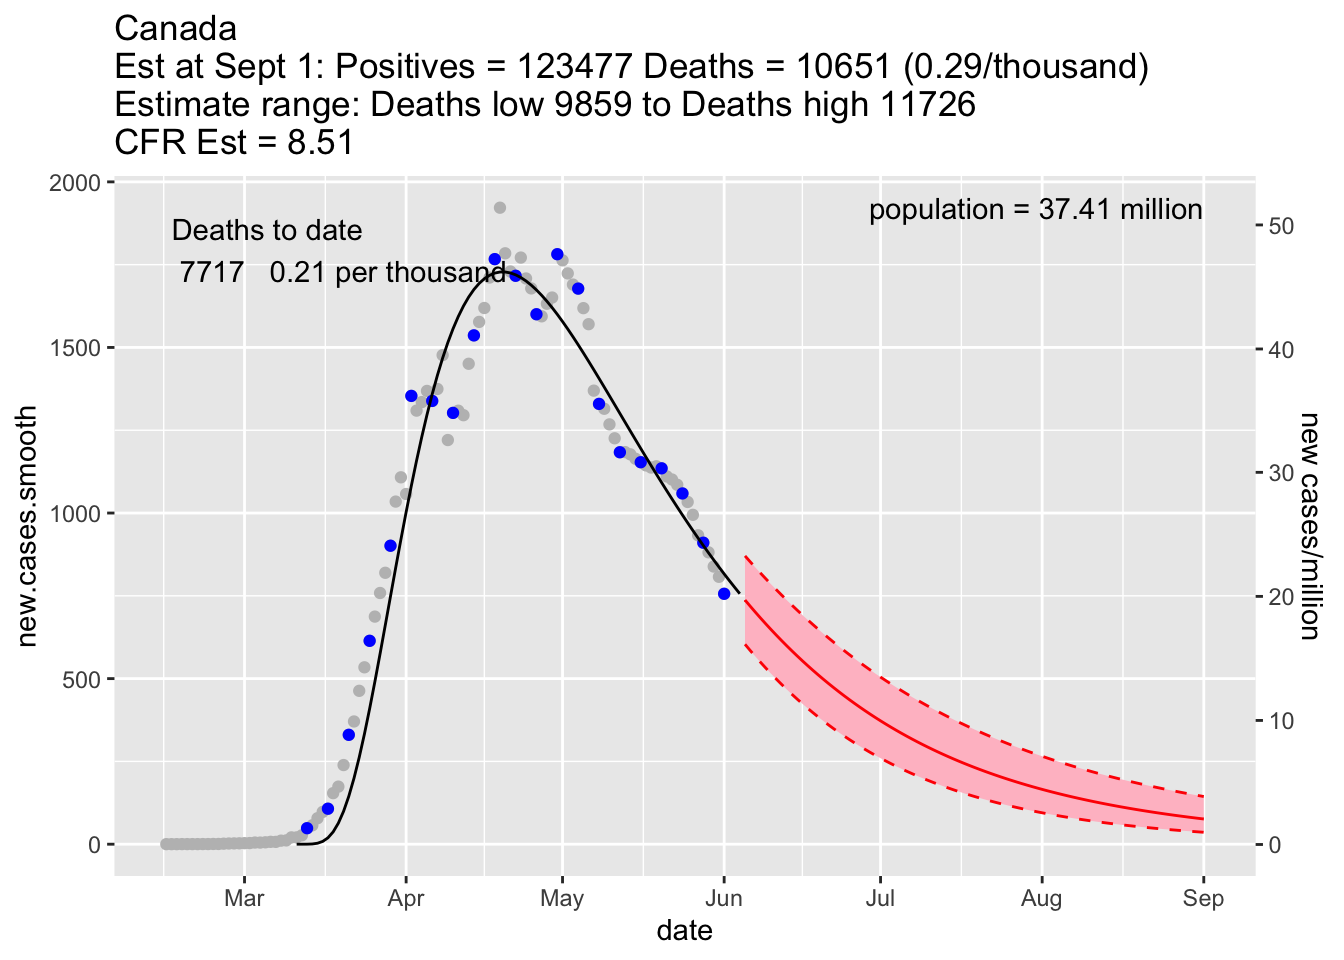 Canada
Est at Sept 1: Positives = 123477 Deaths = 10651 (0.29/thousand)
Estimate range: Deaths low 9859 to Deaths high 11726
CFR Est = 8.51
population = 37.41 million
Deaths to date
7717 0.21 per thousand
2000
1500
1000
500
0
new.cases.smooth
50
40
30
20
10
0
new cases/million
Mar Apr May Jun Jul Aug Sep
date